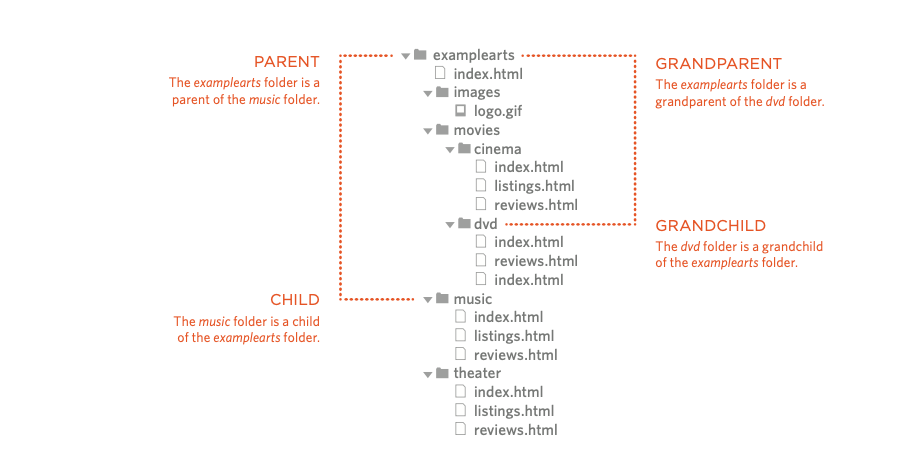 PARENT
The examplearts folder is a
parent of the music folder.
examplearts
index.html
images
logo.gif
movies
cinema
index.html
listings.html
reviews.html
dvd
index.html
reviews.html
index.html
music
index.html
listings.html
reviews.html
theater
index.html
listings.html
reviews.html
GRANDPARENT
The examplearts folder is a
grandparent of the dvd folder.
GRANDCHILD
The dvd folder is a grandchild
of the examplearts folder.
CHILD
The music folder is a child
of the examplearts folder.